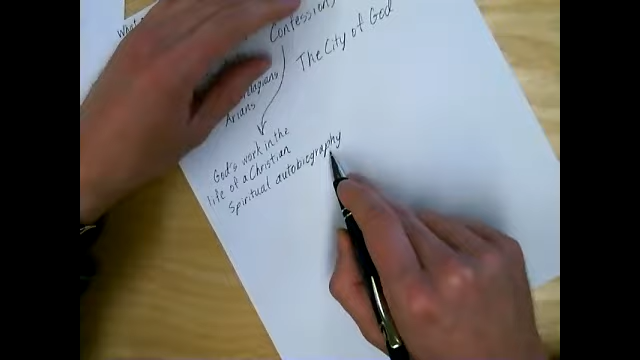 Confessions
The City of God
Arians
God's work in the
life of a Christian
spiritual autobiography